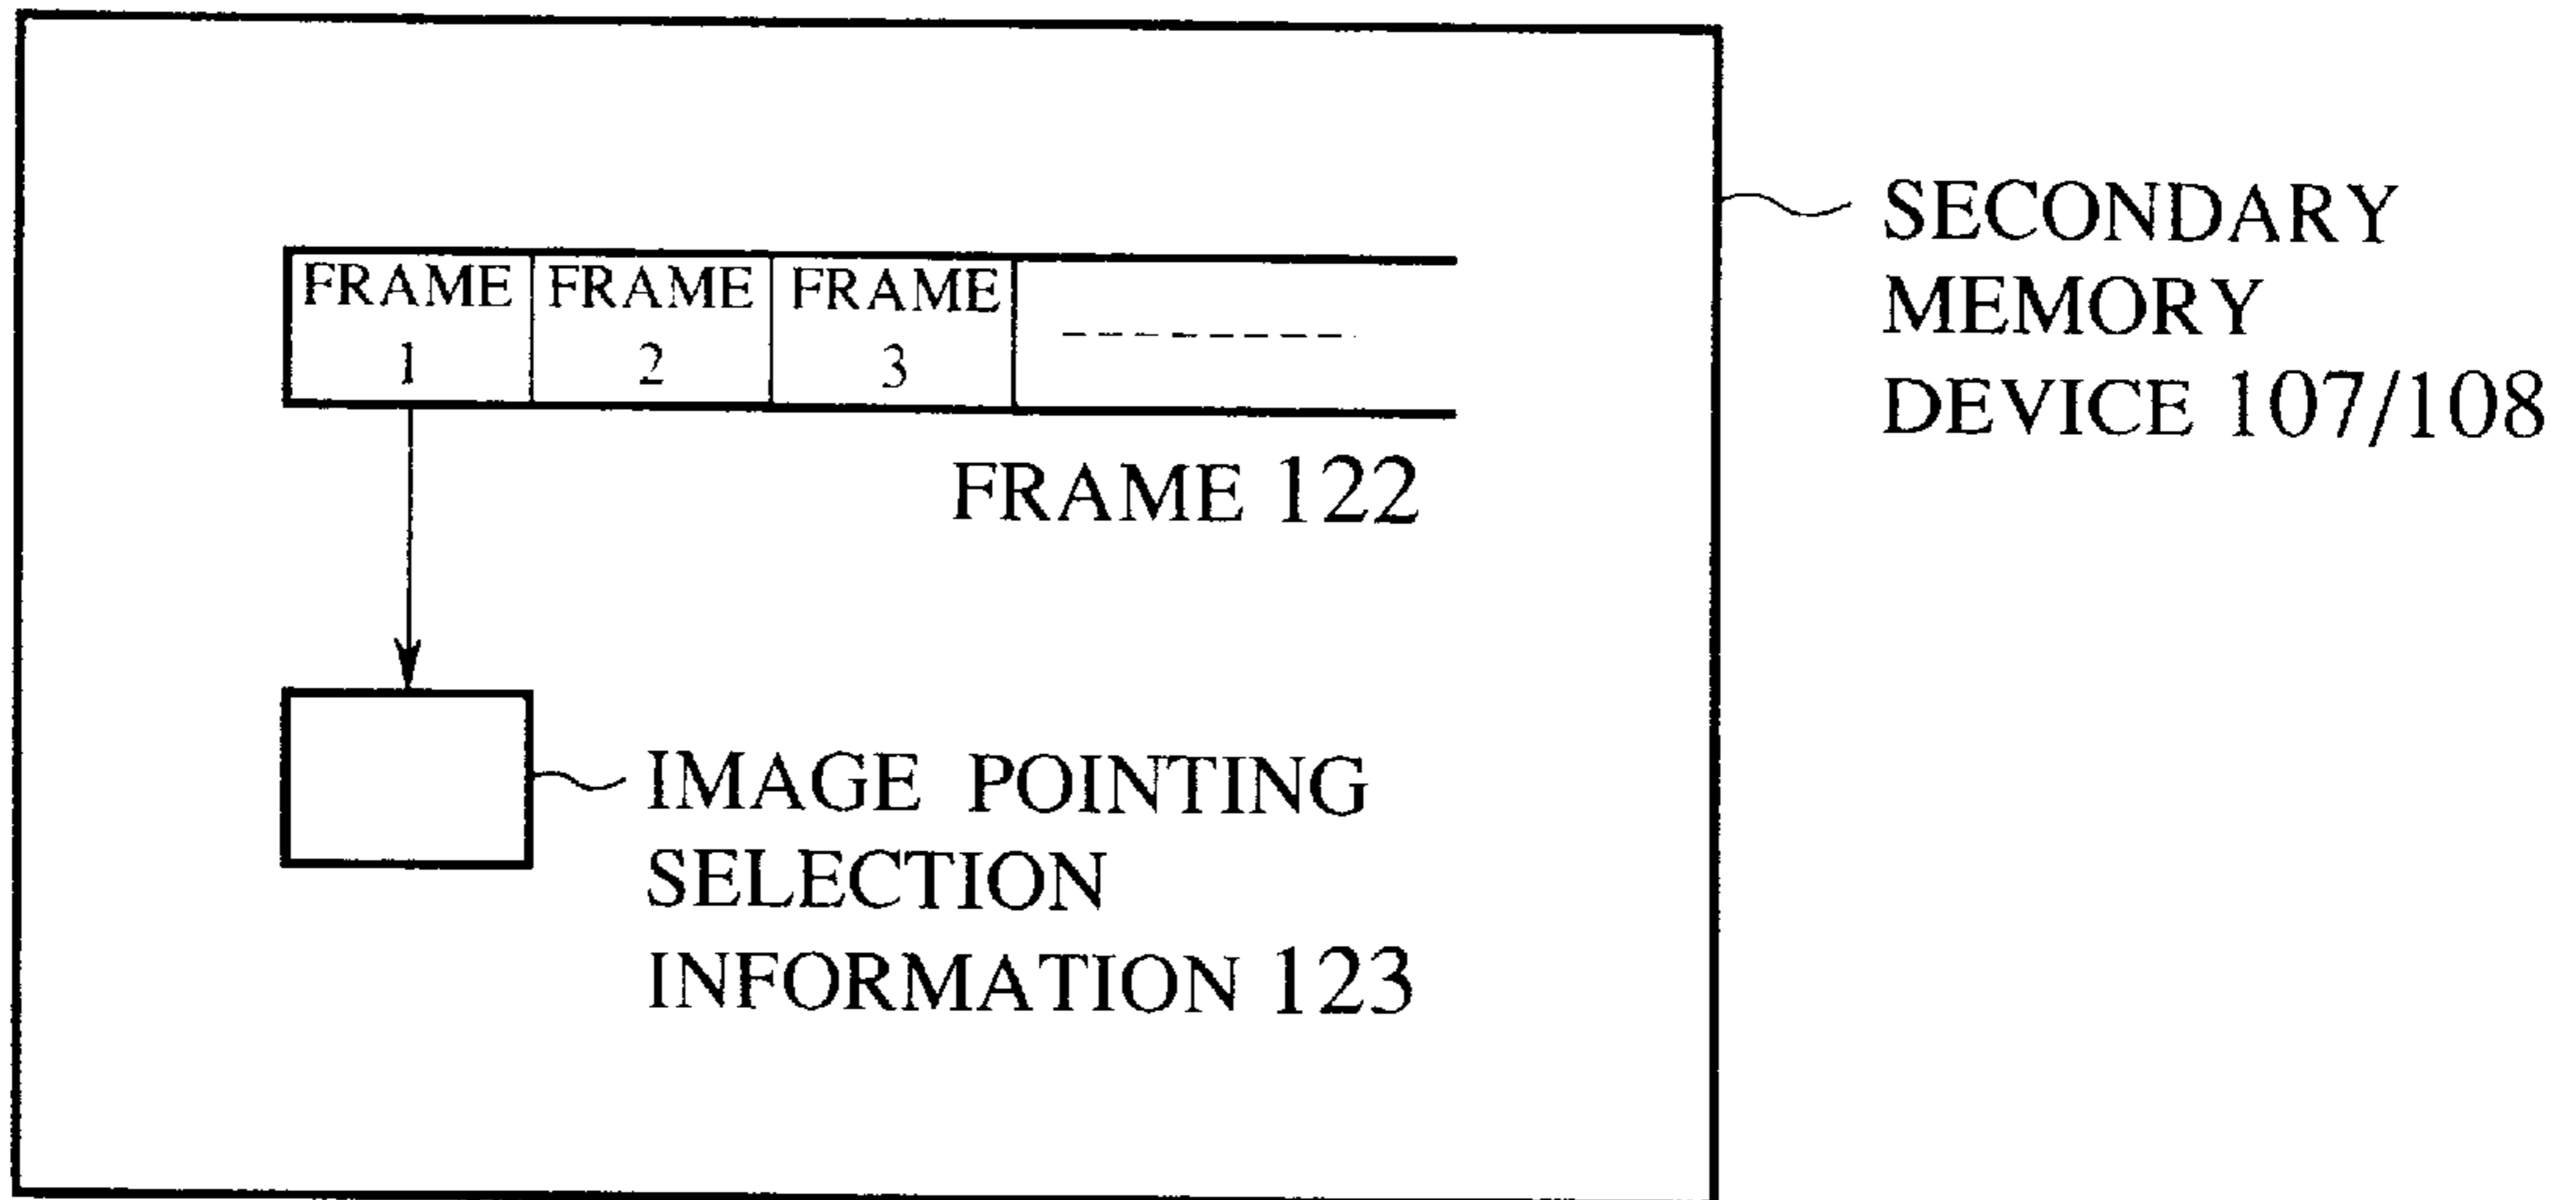 FRAME FRAME FRAME
1 2 3
FRAME 122
IMAGE POINTING
SELECTION
INFORMATION 123
SECONDARY
MEMORY
DEVICE 107/108